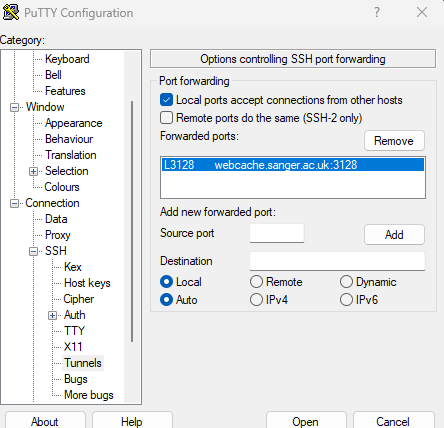 PuTTY Configuration
?
Category:
Keyboard
Bell
Features
Window
Appearance
Behaviour
Translation
Selection
Colours
Connection
Data
Proxy
SSH
Kex
Host keys
Cipher
Auth
TTY
X11
Tunnels
Bugs
More bugs
Options controlling SSH port forwarding
Port forwarding
Local ports accept connections from other hosts
Remote ports do the same (SSH-2 only)
Forwarded ports:
Remove
L3128 webcache.sanger.ac.uk:3128
Add new forwarded port:
Source port
Add
Destination
Local Remote Dynamic
Auto IPv4 IPv6
About Help Open Cancel